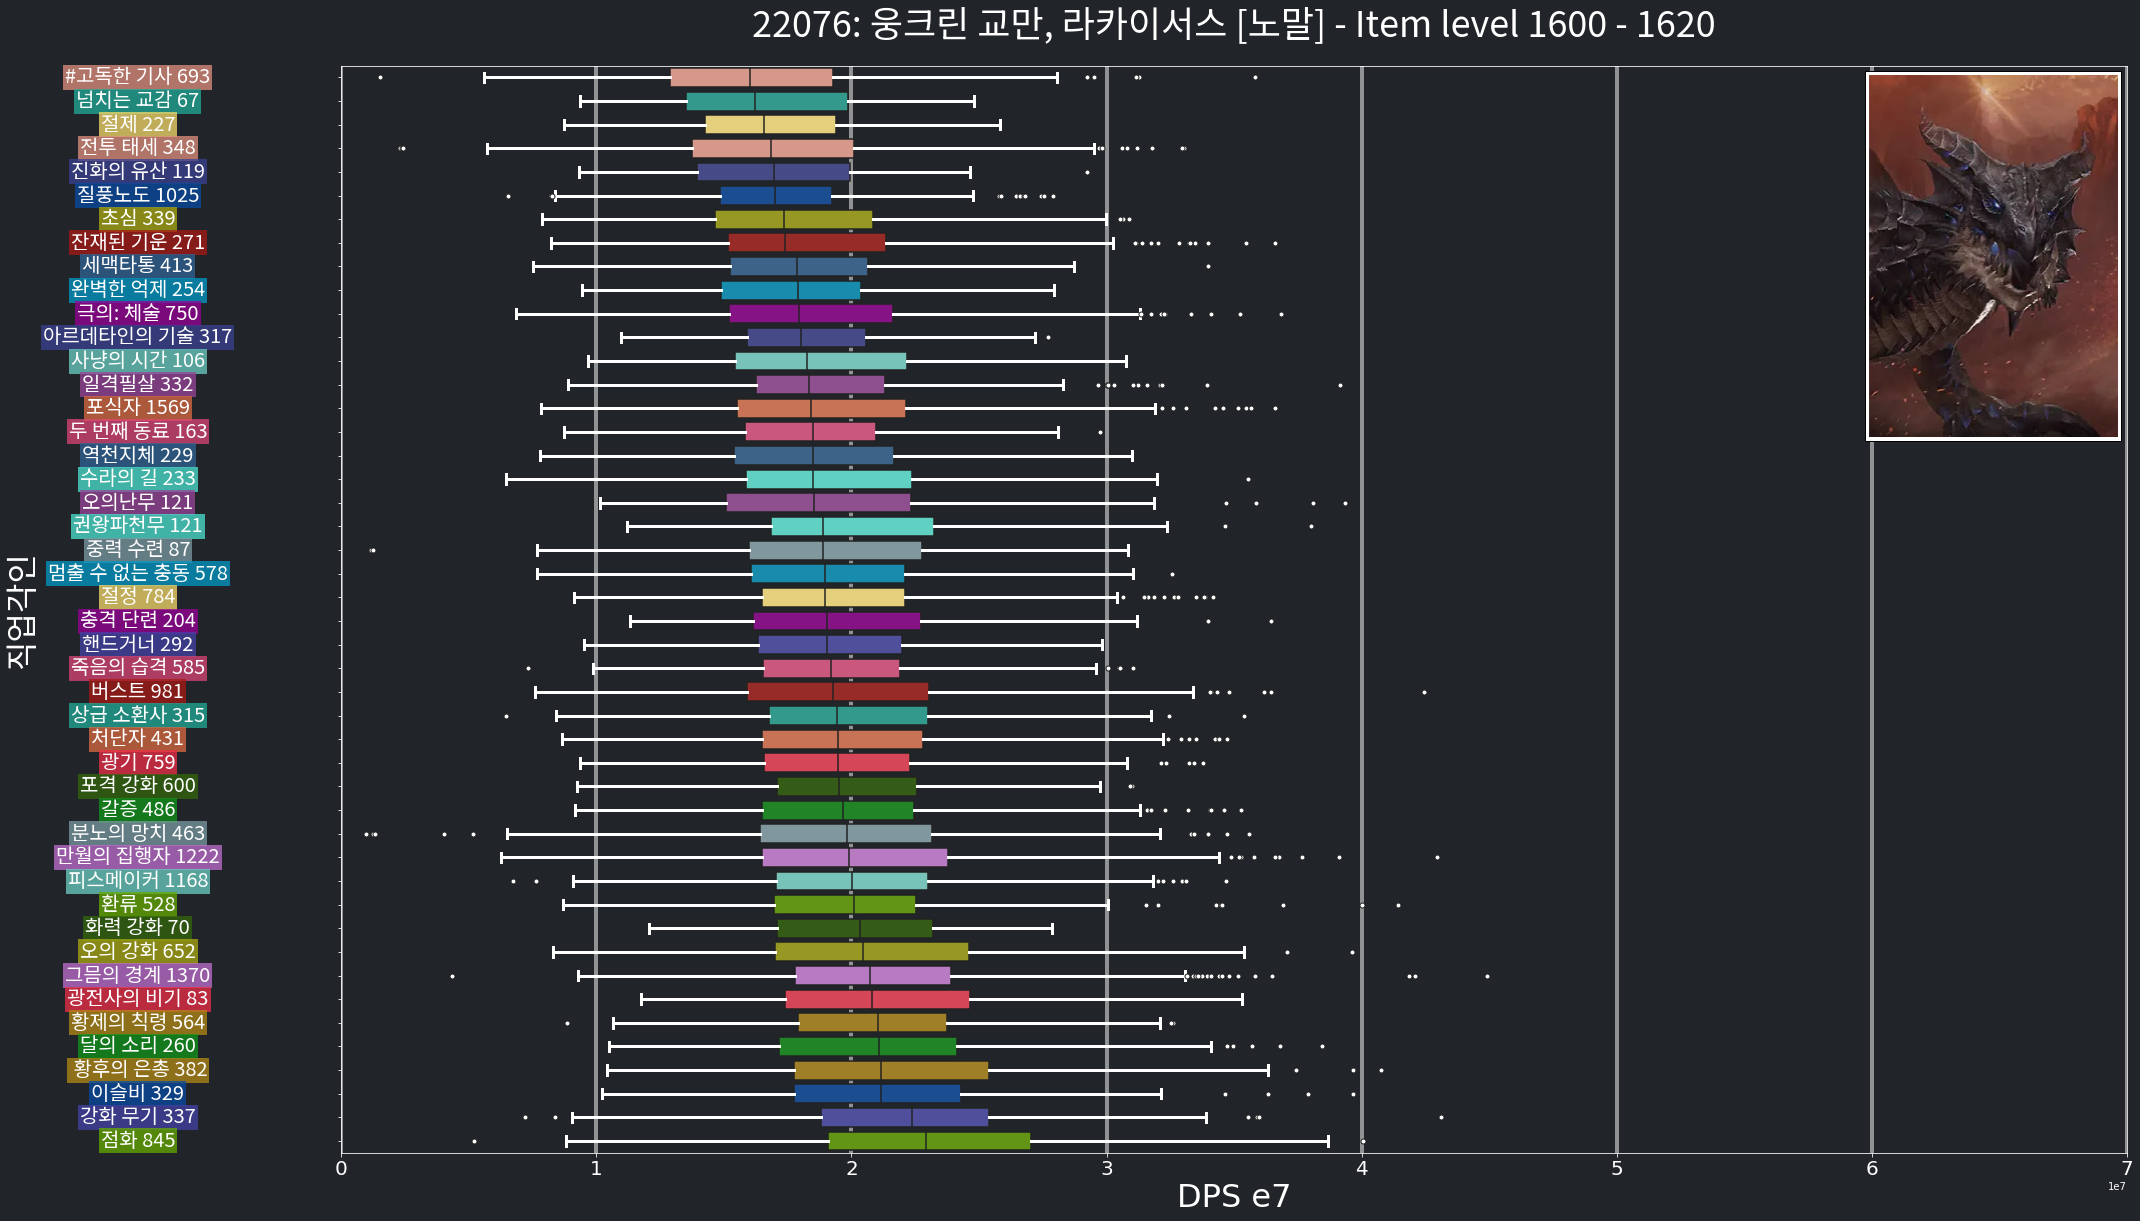 22076: 웅크린 교만, 라카이서스 [노말] - Item level 1600 - 1620
#고독한 기사 693
넘치는 교감 67
절제 227
전투 태세 348
진화의 유산 119
질풍노도 1025
초심 339
잔재된 기운 271
세맥타통 413
완벽한 억제 254
극의: 체술 750
아르데타인의 기술 317
사냥의 시간 106
일격필살 332
포식자 1569
두 번째 동료 163
역천지체 229
수라의 길 233
오의난무 121
권왕파천무 121
중력 수련 87
멈출 수 없는 충동 578
절정 784
충격 단련 204
핸드거너 292
죽음의 습격 585
버스트 981
상급 소환사 315
처단자 431
광기 759
포격 강화 600
갈증 486
분노의 망치 463
만월의 집행자 1222
피스메이커 1168
환류 528
화력 강화 70
오의 강화 652
그믐의 경계 1370
광전사의 비기 83
황제의 칙령 564
달의 소리 260
황후의 은총 382
이슬비 329
강화 무기 337
점화 845
직업각인
0 1 2 3 4 5 6 7
DPS e7
1e7